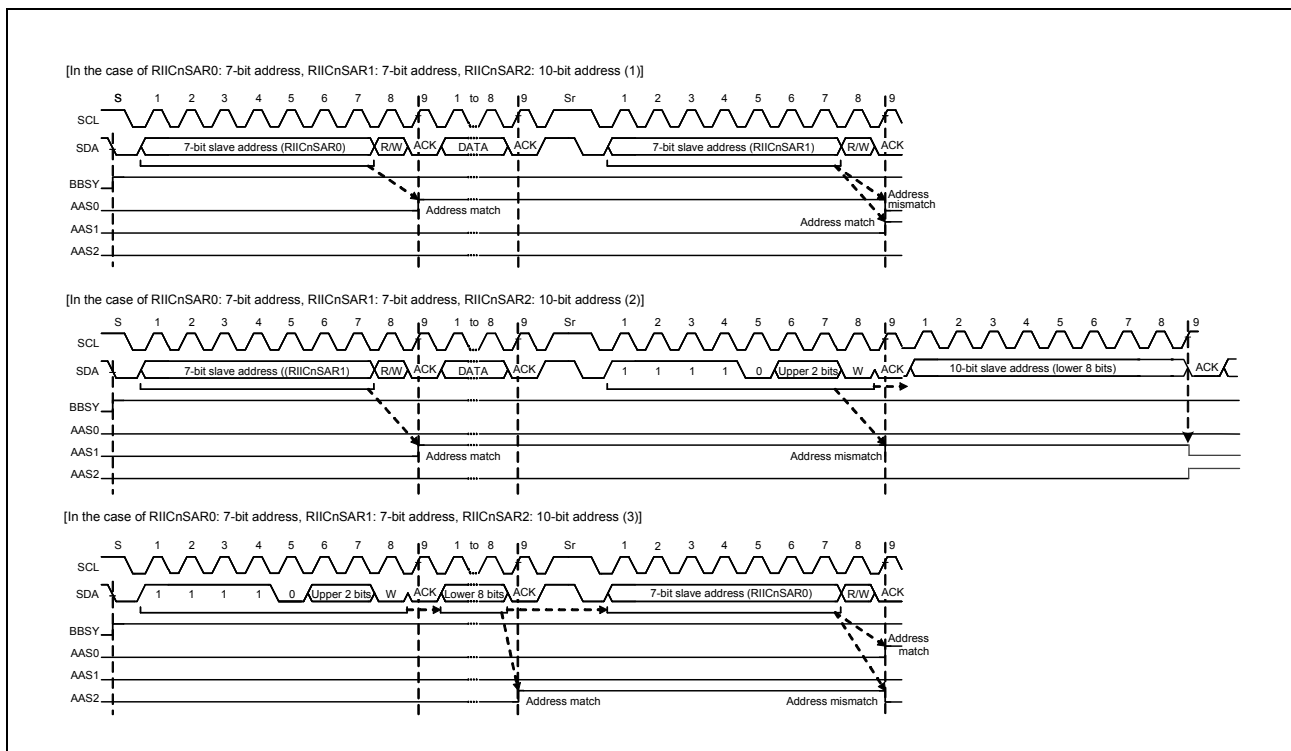 [In the case of RIICnSAR0: 7-bit address, RIICnSAR1: 7-bit address, RIICnSAR2: 10-bit address (1)]
S 1 2 3 4 5 6 7 8 9 1 to 8 9 Sr 1 2 3 4 5 6 7 8 9
SCL
SDA 7-bit slave address (RIICnSAR0) R/W ACK DATA ACK 7-bit slave address (RIICnSAR1) R/W ACK
BBSY
Address mismatch
AAS0
Address match
Address match
AAS1
AAS2
[In the case of RIICnSAR0: 7-bit address, RIICnSAR1: 7-bit address, RIICnSAR2: 10-bit address (2)]
S 1 2 3 4 5 6 7 8 9 1 to 8 9 Sr 1 2 3 4 5 6 7 8 9 1 2 3 4 5 6 7 8 9
SCL
SDA 7-bit slave address ((RIICnSAR1) R/W ACK DATA ACK 1 1 1 1 0 Upper 2 bits W ACK 10-bit slave address (lower 8 bits) ACK
BBSY
AAS0
AAS1 Address match Address mismatch
AAS2
[In the case of RIICnSAR0: 7-bit address, RIICnSAR1: 7-bit address, RIICnSAR2: 10-bit address (3)]
S 1 2 3 4 5 6 7 8 9 1 to 8 9 Sr 1 2 3 4 5 6 7 8 9
SCL
SDA 1 1 1 1 0 Upper 2 bits W ACK Lower 8 bits ACK 7-bit slave address (RIICnSAR0) R/W ACK
BBSY
Address match
AAS0
AAS1
AAS2 Address match Address mismatch